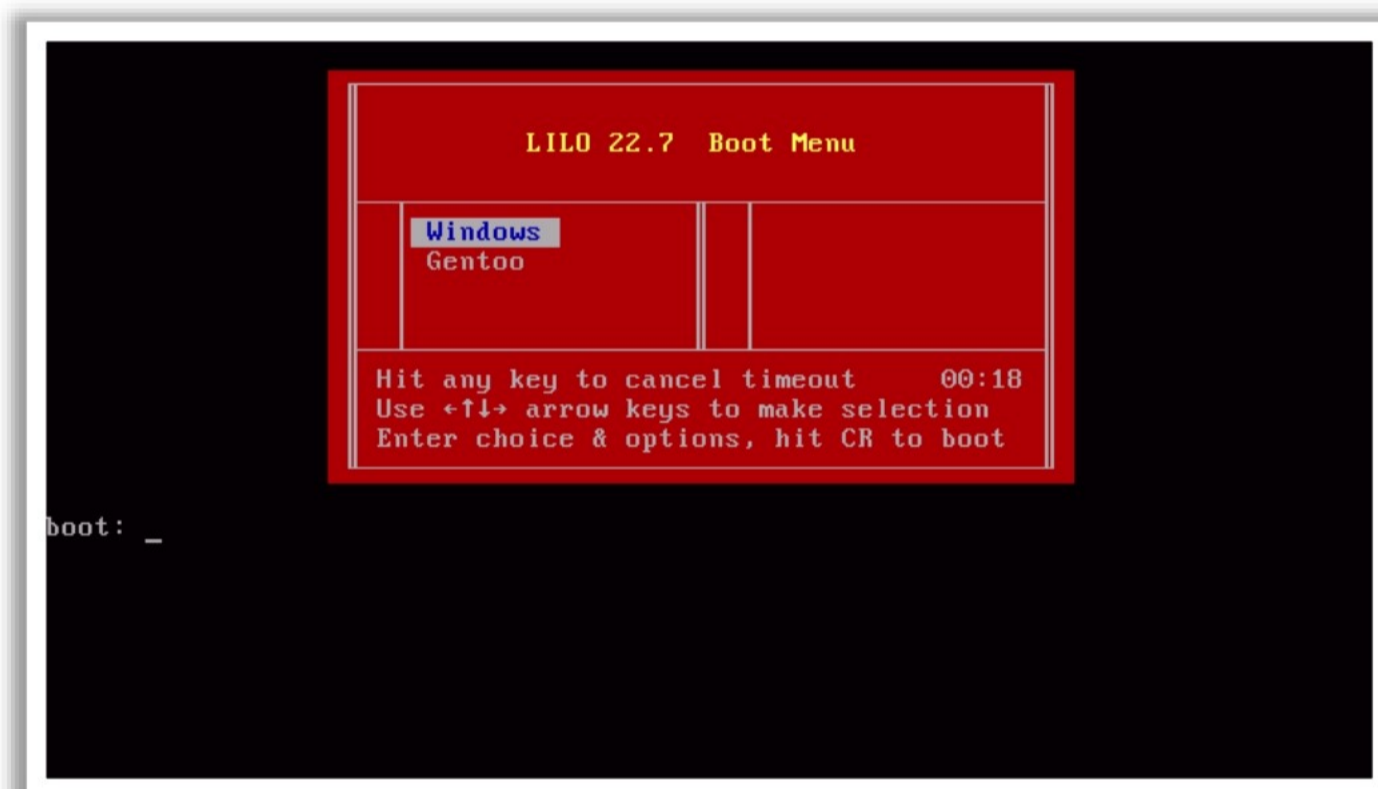 LILO 22.7  Boot Menu
Windows
Gentoo
Hit any key to cancel timeout     00:18
Use ←↑↓→ arrow keys to make selection
Enter choice & options, hit CR to boot
boot: _